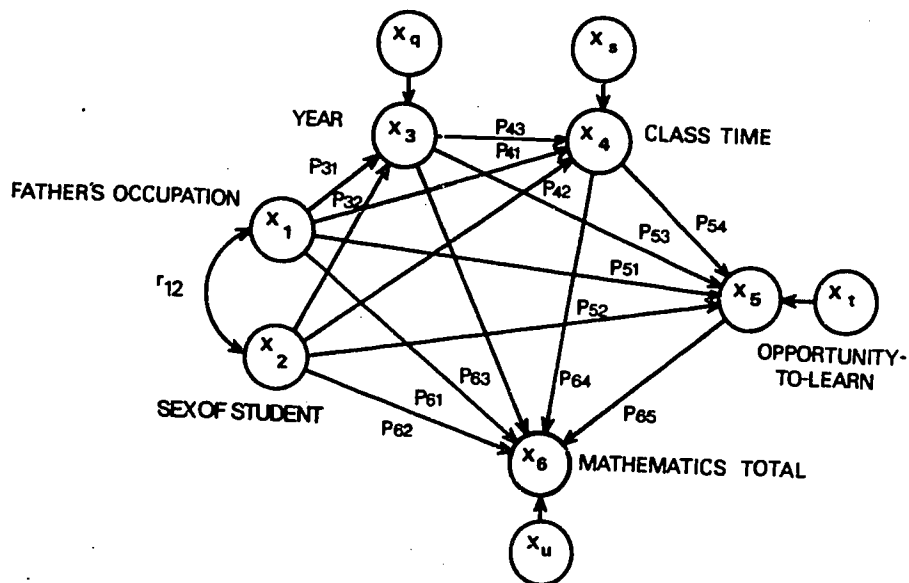 Xq
Xs
YEAR
X3
P43
X4
CLASS TIME
P41
P31
P42
FATHER'S OCCUPATION
P32
X1
P54
P53
r12
P51
X5
Xt
P52
X2
OPPORTUNITY-
TO-LEARN
P63
P64
SEX OF STUDENT
P61
P65
P62
X6
MATHEMATICS TOTAL
Xu